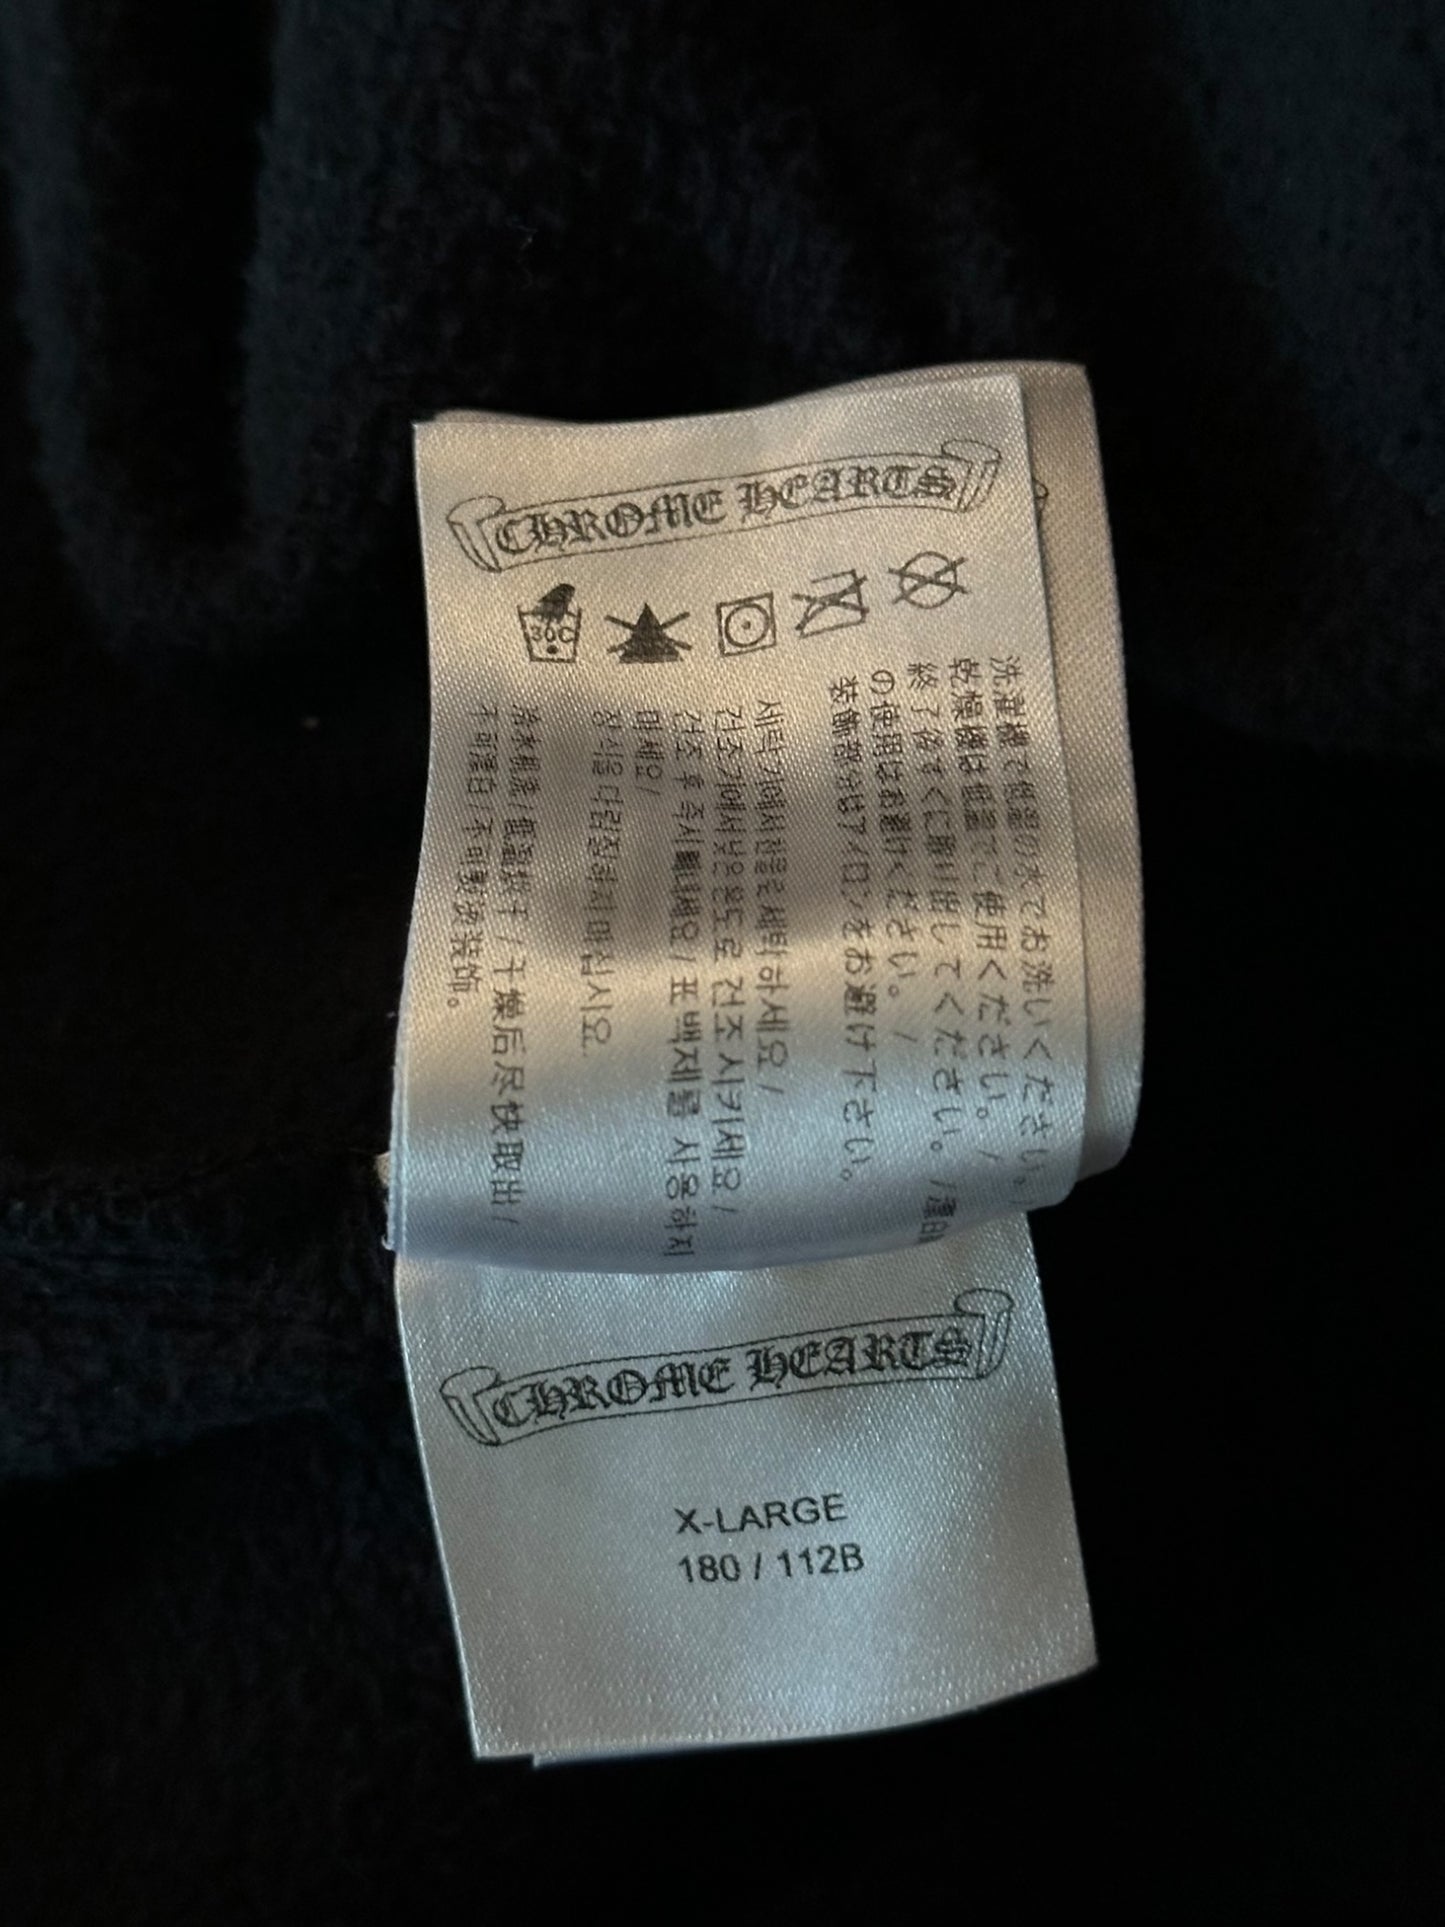 CHROME HEARTS
30C
洗濯機で低温の水でお洗いください。/
乾燥機は低温でご使用ください。/
終了後すぐに取り出してください。/漂白
の使用はお避けください。/
装飾部分はアイロンをお避け下さい。
세탁기에서 찬물로 세탁하세요/
건조기에서 낮은 온도로 건조시키세요/
건조 후 즉시 빼내세요/표백제를 사용하지
마세요/
장식을 다림질하지 마십시오.
冷水机洗/低温烘干/干燥后尽快取出/
不可漂白/不可熨烫装饰。
CHROME HEARTS
X-LARGE
180 / 112B